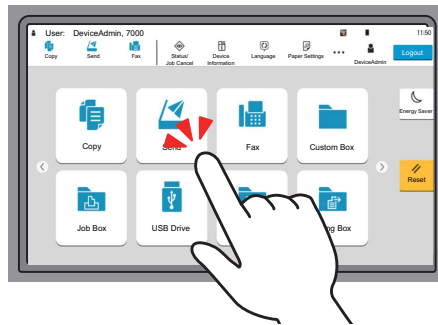 User: DeviceAdmin, 7000
11:50
Copy
Send
Fax
Status/
Job Cancel
Device
Information
Language
Paper Settings
DeviceAdmin
Logout
Energy Saver
Copy
Send
Fax
Custom Box
Reset
Job Box
USB Drive
Box